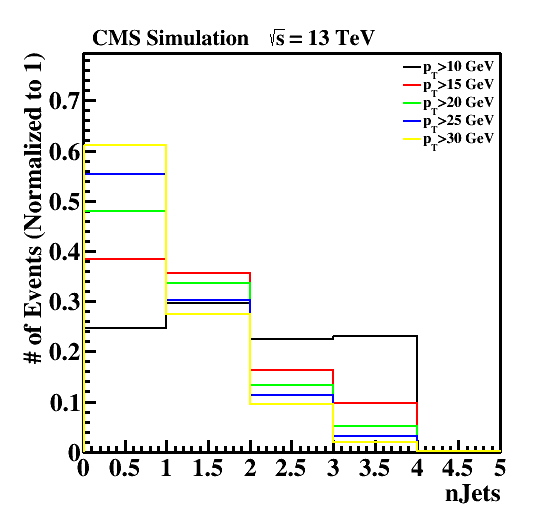 CMS Simulation √s = 13 TeV
p_T>10 GeV
p_T>15 GeV
p_T>20 GeV
p_T>25 GeV
p_T>30 GeV
# of Events (Normalized to 1)
0.7
0.6
0.5
0.4
0.3
0.2
0.1
0
0 0.5 1 1.5 2 2.5 3 3.5 4 4.5 5
nJets